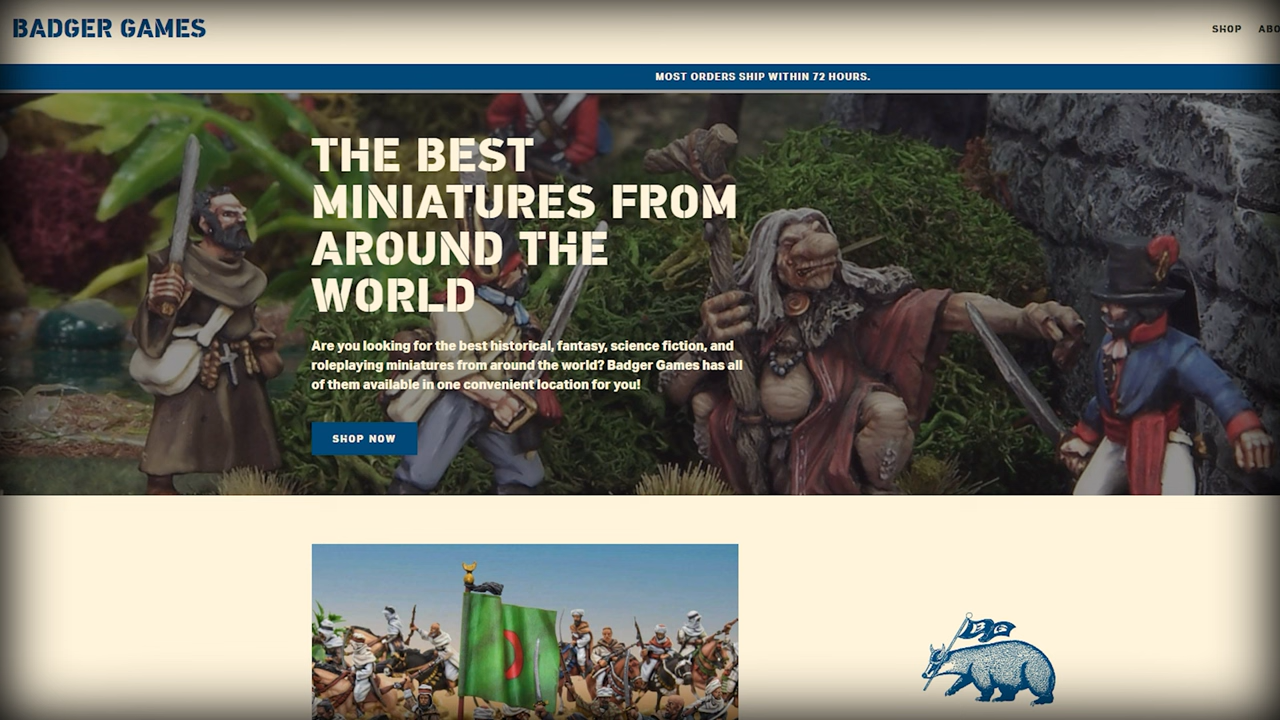 BADGER GAMES
SHOP
MOST ORDERS SHIP WITHIN 72 HOURS.
THE BEST
MINIATURES FROM
AROUND THE
WORLD
Are you looking for the best historical, fantasy, science fiction, and
roleplaying miniatures from around the world? Badger Games has all
of them available in one convenient location for you!
SHOP NOW
BG